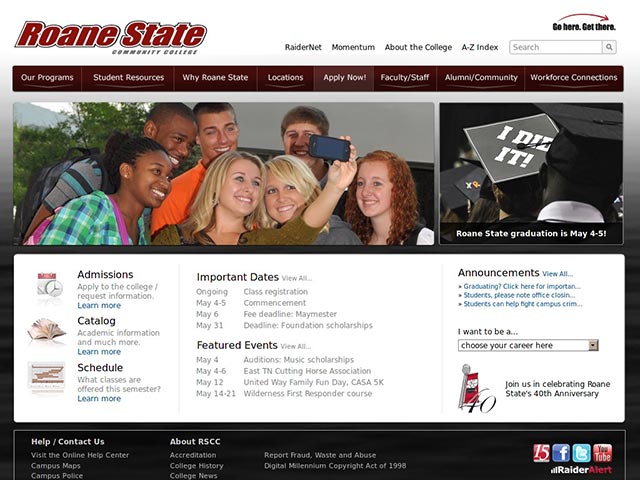 Roane State
COMMUNITY COLLEGE
Go here. Get there.
RaiderNet Momentum About the College A-Z Index Search
Our Programs Student Resources Why Roane State Locations Apply Now! Faculty/Staff Alumni/Community Workforce Connections
I DID
IT!
Roane State graduation is May 4-5!
Admissions
Apply to the college /
request information.
Learn more
Catalog
Academic information
and much more.
Learn more
Schedule
What classes are
offered this semester?
Learn more
Important Dates View All...
Ongoing Class registration
May 4-5 Commencement
May 6 Fee deadline: Maymester
May 31 Deadline: Foundation scholarships
Featured Events View All...
May 4 Auditions: Music scholarships
May 4-6 East TN Cutting Horse Association
May 12 United Way Family Fun Day, CASA 5K
May 14-21 Wilderness First Responder course
Announcements View All...
» Graduating? Click here for importan...
» Students, please note office closin...
» Students can help fight campus crim...
I want to be a...
choose your career here
40
Join us in celebrating Roane
State's 40th Anniversary
Help / Contact Us
Visit the Online Help Center
Campus Maps
Campus Police
About RSCC
Accreditation
College History
College News
Report Fraud, Waste and Abuse
Digital Millennium Copyright Act of 1998
15 f t You Tube
RaiderAlert